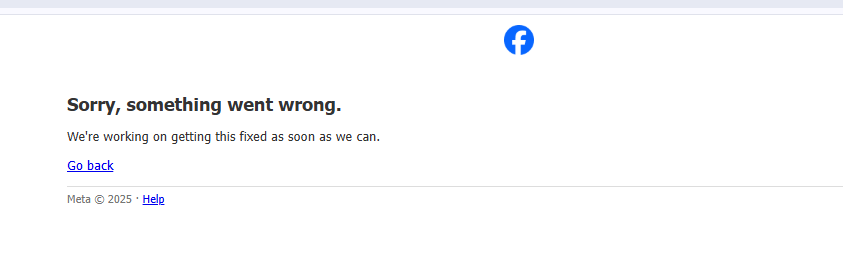 Sorry, something went wrong.
We're working on getting this fixed as soon as we can.
Go back
Meta © 2025 · Help